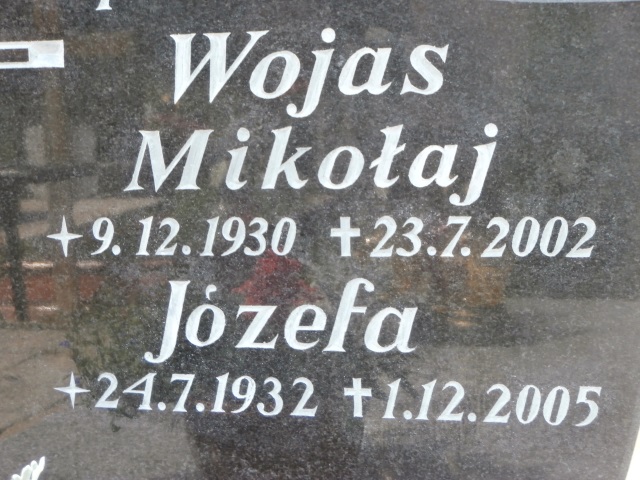 Wojas
Mikołaj
✦9.12.1930 ✝23.7.2002
Józefa
✦24.7.1932 ✝1.12.2005